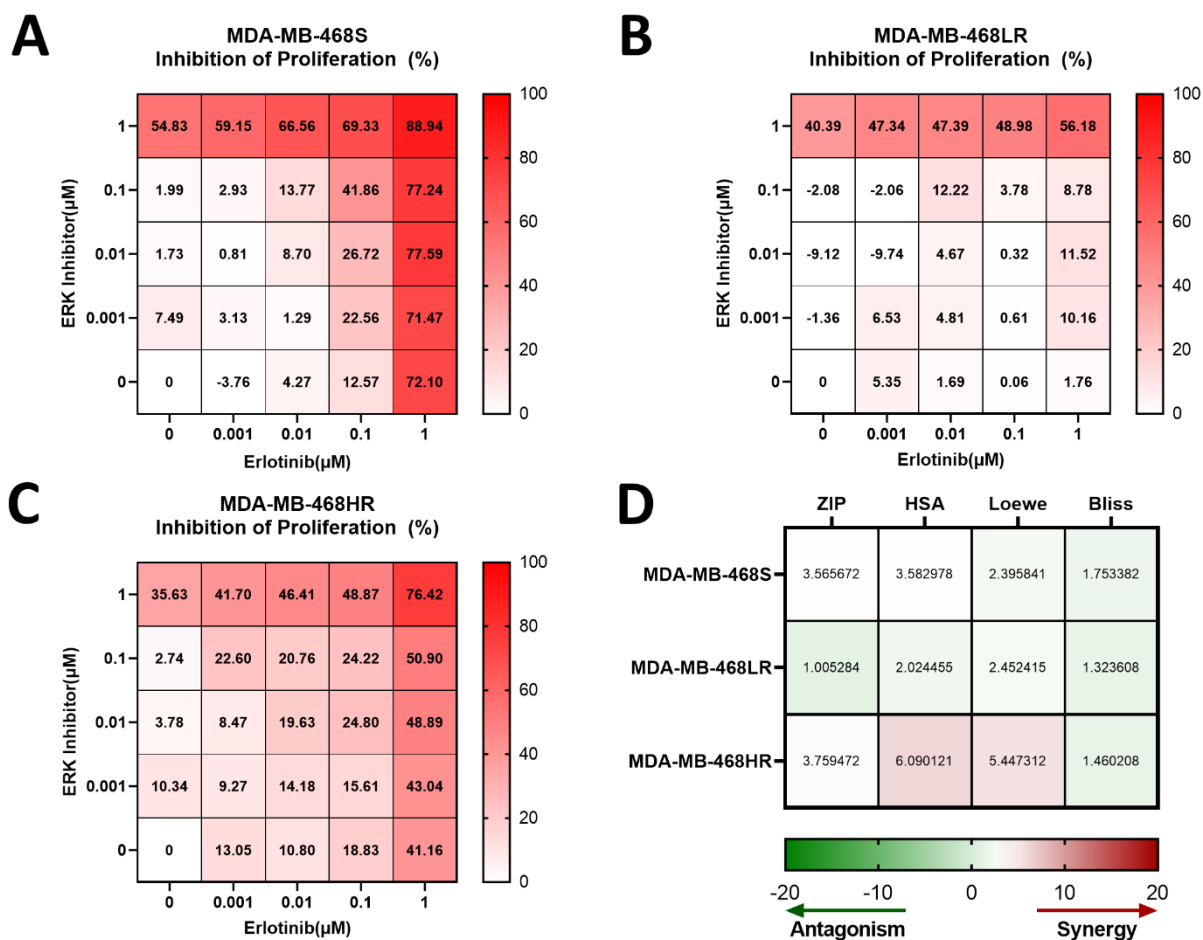 A
MDA-MB-468S
Inhibition of Proliferation (%)
ERK Inhibitor(µM)
1 54.83 59.15 66.56 69.33 88.94
0.1 1.99 2.93 13.77 41.86 77.24
0.01 1.73 0.81 8.70 26.72 77.59
0.001 7.49 3.13 1.29 22.56 71.47
0 0 -3.76 4.27 12.57 72.10
0 0.001 0.01 0.1 1
Erlotinib(µM)
100
80
60
40
20
0
B
MDA-MB-468LR
Inhibition of Proliferation (%)
ERK Inhibitor(µM)
1 40.39 47.34 47.39 48.98 56.18
0.1 -2.08 -2.06 12.22 3.78 8.78
0.01 -9.12 -9.74 4.67 0.32 11.52
0.001 -1.36 6.53 4.81 0.61 10.16
0 0 5.35 1.69 0.06 1.76
0 0.001 0.01 0.1 1
Erlotinib(µM)
100
80
60
40
20
0
C
MDA-MB-468HR
Inhibition of Proliferation (%)
ERK Inhibitor(µM)
1 35.63 41.70 46.41 48.87 76.42
0.1 2.74 22.60 20.76 24.22 50.90
0.01 3.78 8.47 19.63 24.80 48.89
0.001 10.34 9.27 14.18 15.61 43.04
0 0 13.05 10.80 18.83 41.16
0 0.001 0.01 0.1 1
Erlotinib(µM)
100
80
60
40
20
0
D
ZIP HSA Loewe Bliss
MDA-MB-468S 3.565672 3.582978 2.395841 1.753382
MDA-MB-468LR 1.005284 2.024455 2.452415 1.323608
MDA-MB-468HR 3.759472 6.090121 5.447312 1.460208
-20 -10 0 10 20
Antagonism Synergy